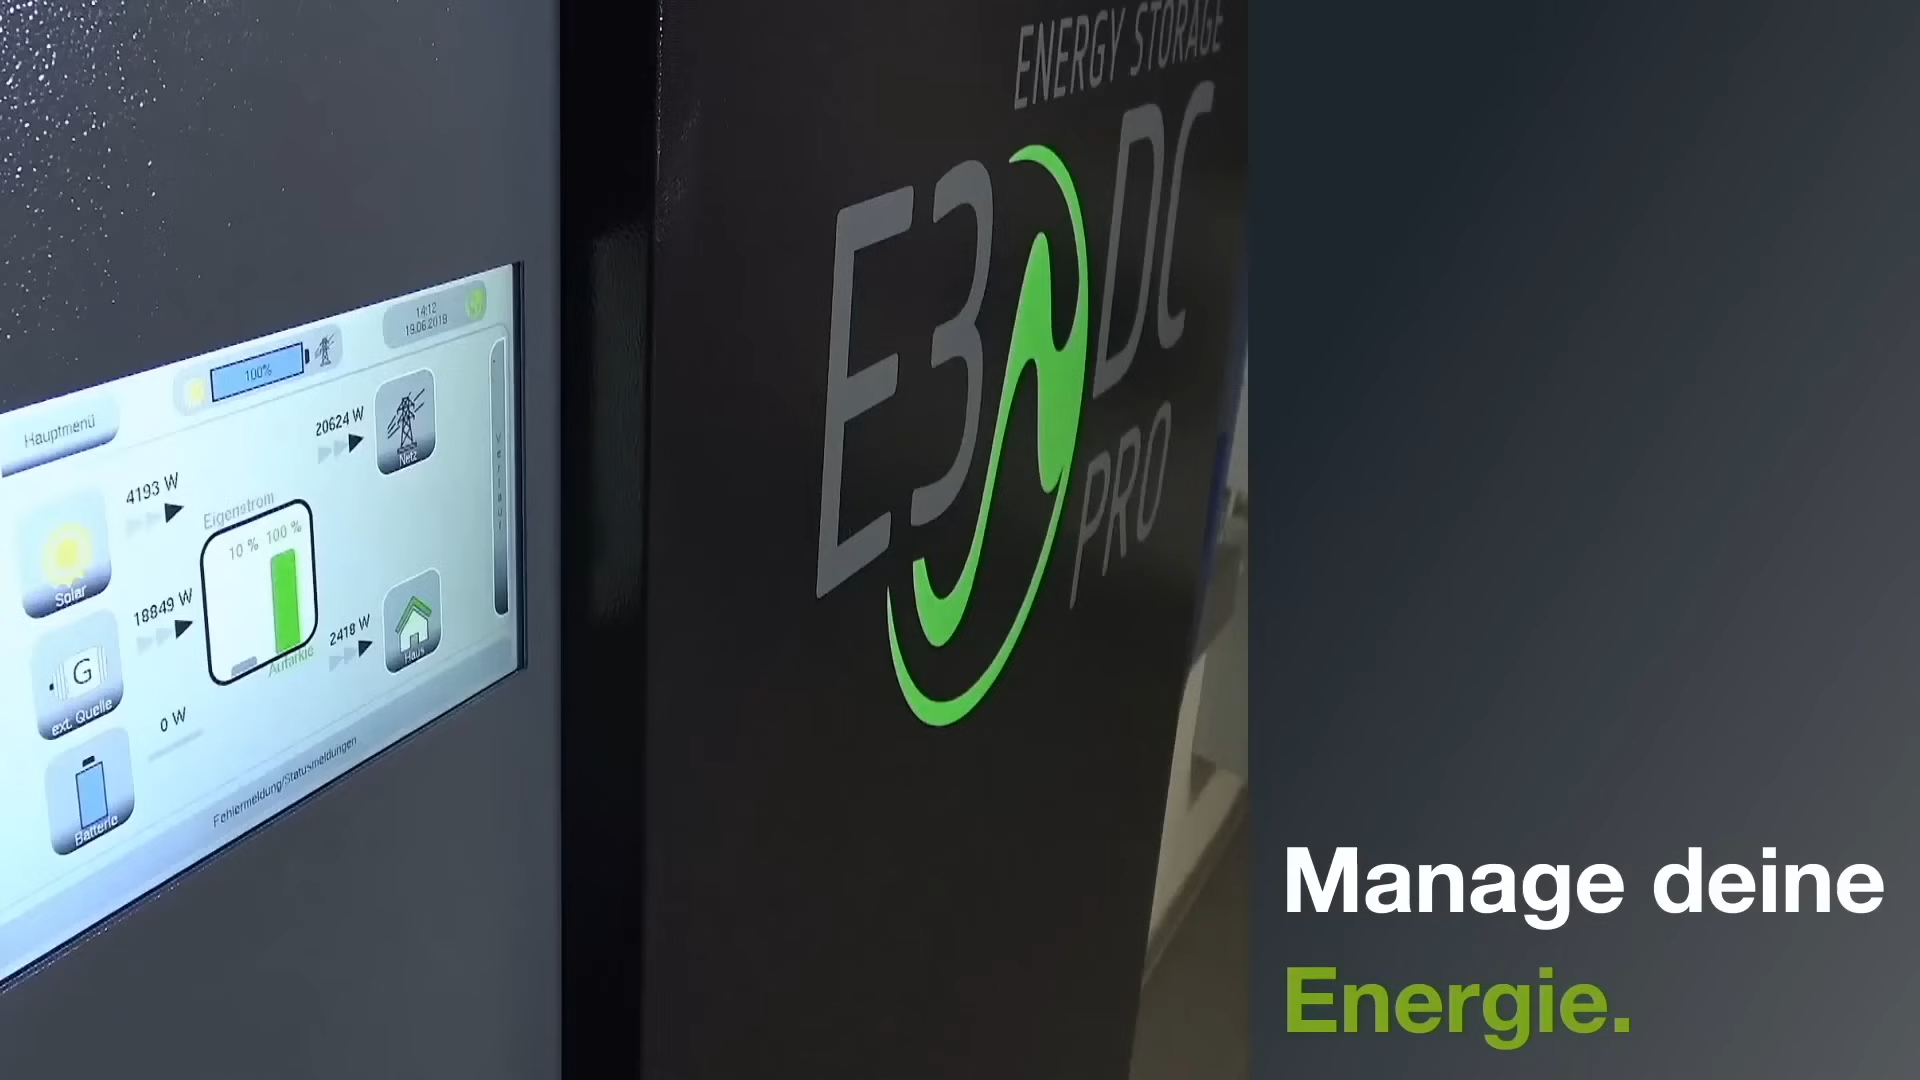 14:12
19.06.2018
100%
Hauptmenü
20624 W
Netz
4193 W
Eigenstrom
10 % 100 %
Solar
Verlauf
18849 W
2418 W
Autarkie
Haus
G
ext. Quelle
0 W
Batterie
Fehlermeldung/Statusmeldungen
ENERGY STORAGE
E3 DC
PRO
Manage deine
Energie.